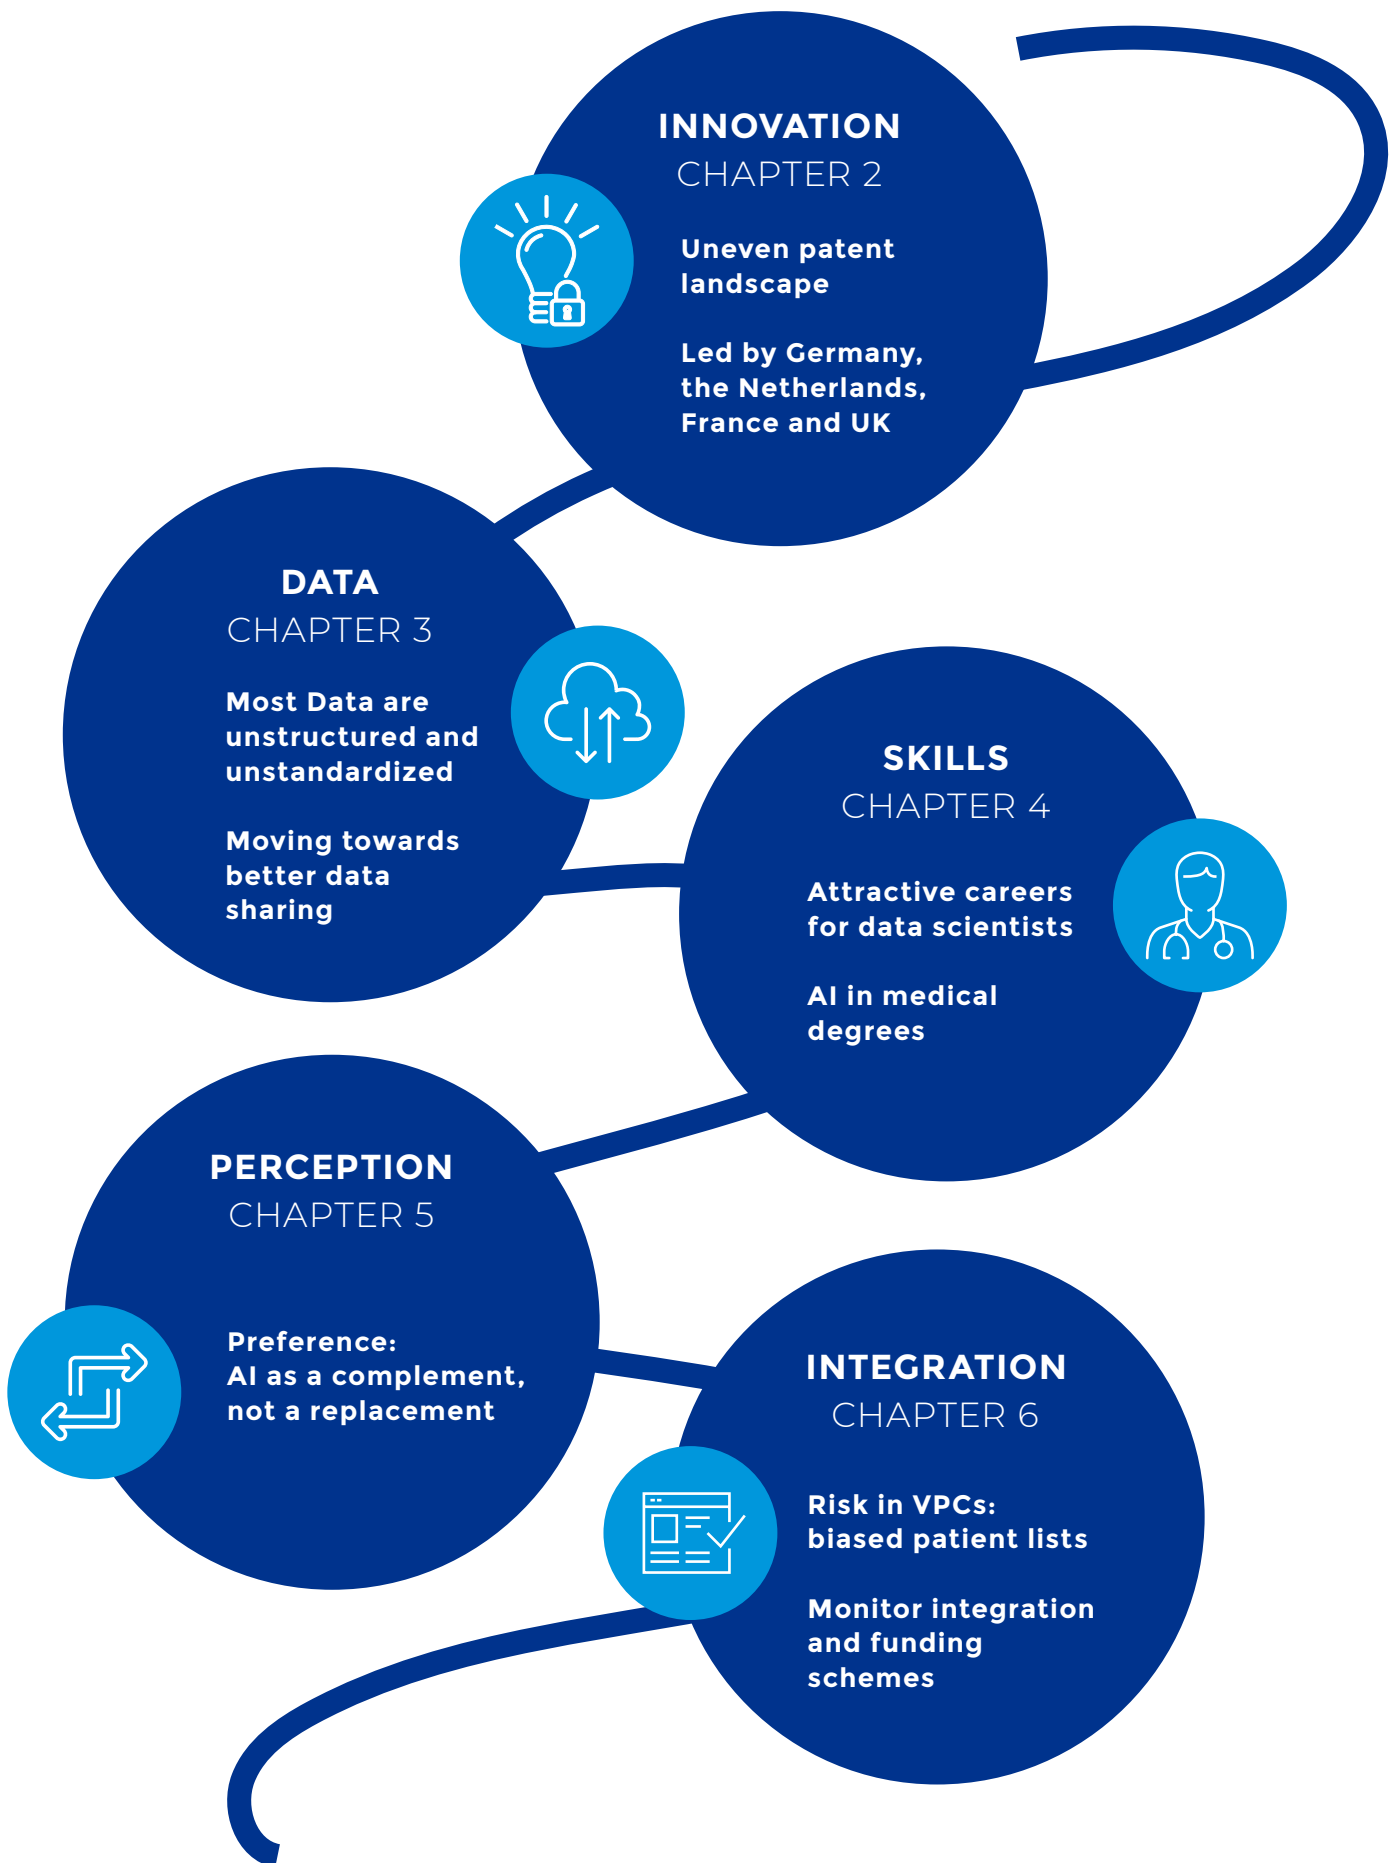 INNOVATION
CHAPTER 2
Uneven patent
landscape
Led by Germany,
the Netherlands,
France and UK
DATA
CHAPTER 3
Most Data are
unstructured and
unstandardized
Moving towards
better data
sharing
SKILLS
CHAPTER 4
Attractive careers
for data scientists
AI in medical
degrees
PERCEPTION
CHAPTER 5
Preference:
AI as a complement,
not a replacement
INTEGRATION
CHAPTER 6
Risk in VPCs:
biased patient lists
Monitor integration
and funding
schemes